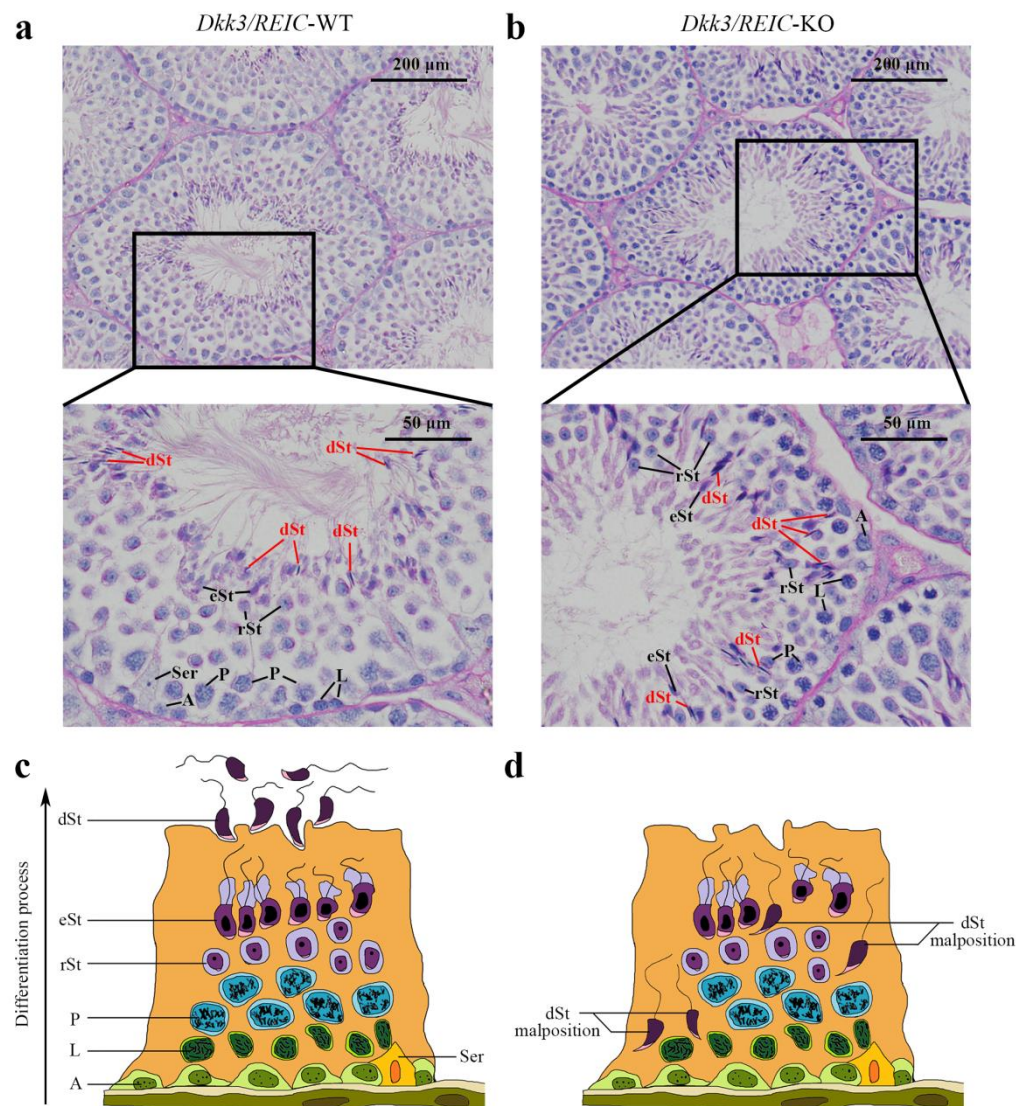 a
Dkk3/REIC-WT
b
Dkk3/REIC-KO
200 µm
200 µm
50 µm
dSt
dSt
dSt
dSt
eSt
rSt
Ser
P
P
L
A
50 µm
rSt
dSt
eSt
dSt
A
rSt
L
dSt
P
eSt
rSt
dSt
c
d
Differentiation process
dSt
eSt
rSt
P
L
A
Ser
dSt
malposition
dSt
malposition